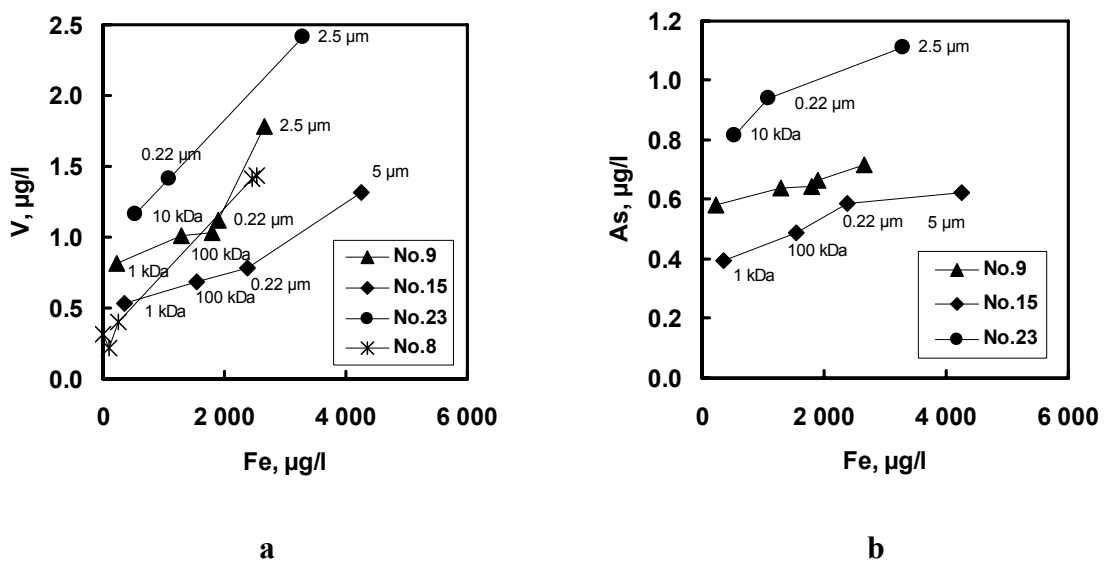 2.5
2.0
1.5
1.0
0.5
0.0
V, µg/l
2.5 µm
2.5 µm
0.22 µm
5 µm
10 kDa
0.22 µm
1 kDa
100 kDa
0.22 µm
100 kDa
1 kDa
No.9
No.15
No.23
No.8
0 2 000 4 000 6 000
Fe, µg/l
a
1.2
1.0
0.8
0.6
0.4
0.2
0.0
As, µg/l
2.5 µm
0.22 µm
10 kDa
0.22 µm
5 µm
100 kDa
1 kDa
No.9
No.15
No.23
0 2 000 4 000 6 000
Fe, µg/l
b